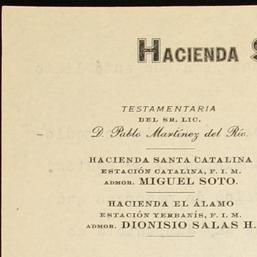 HACIENDA S
TESTAMENTARIA
DEL SR. LIC.
D. Pablo Martínez del Río.
HACIENDA SANTA CATALINA
ESTACIÓN CATALINA, F. I. M.
ADMOR. MIGUEL SOTO.
HACIENDA EL ÁLAMO
ESTACIÓN YERBANÍS, F. I. M.
ADMOR. DIONISIO SALAS H.